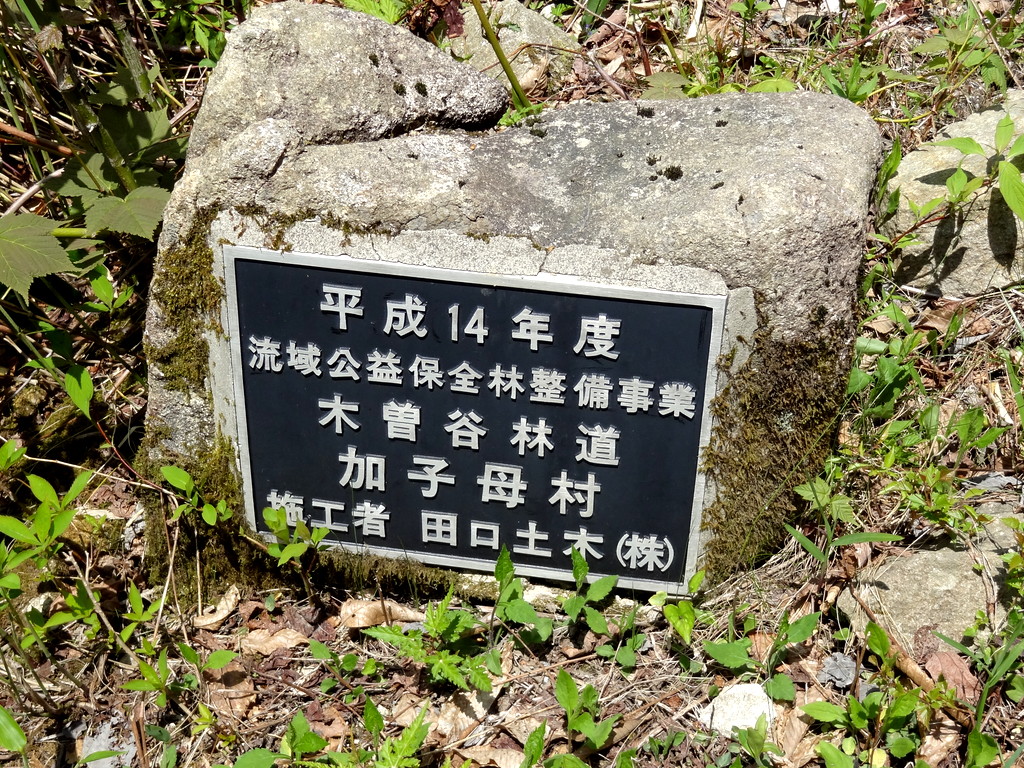 平成14年度
流域公益保全林整備事業
木曽谷林道
加子母村
施工者 田口土木(株)